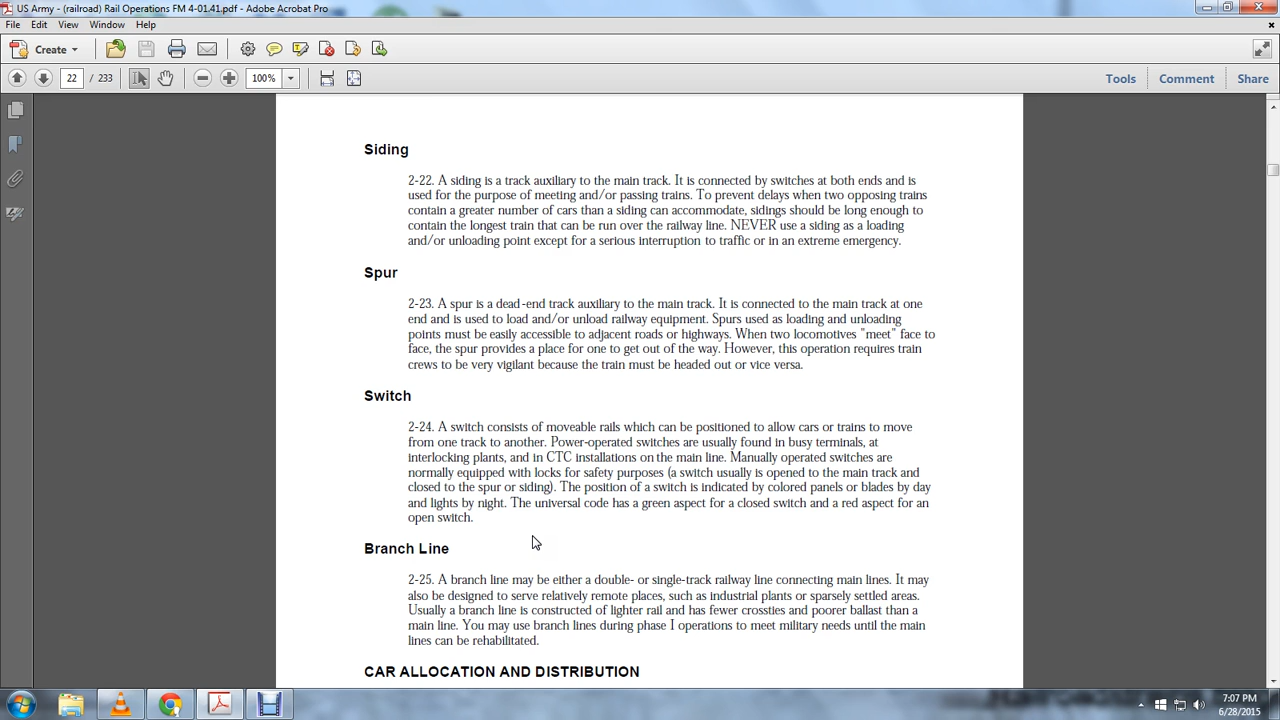 US Army - (railroad) Rail Operations FM 4-01.41.pdf - Adobe Acrobat Pro
File Edit View Window Help
Create
22 / 233 100% Tools Comment Share
Siding
2-22. A siding is a track auxiliary to the main track. It is connected by switches at both ends and is
used for the purpose of meeting and/or passing trains. To prevent delays when two opposing trains
contain a greater number of cars than a siding can accommodate, sidings should be long enough to
contain the longest train that can be run over the railway line. NEVER use a siding as a loading
and/or unloading point except for a serious interruption to traffic or in an extreme emergency.
Spur
2-23. A spur is a dead-end track auxiliary to the main track. It is connected to the main track at one
end and is used to load and/or unload railway equipment. Spurs used as loading and unloading
points must be easily accessible to adjacent roads or highways. When two locomotives "meet" face to
face, the spur provides a place for one to get out of the way. However, this operation requires train
crews to be very vigilant because the train must be headed out or vice versa.
Switch
2-24. A switch consists of moveable rails which can be positioned to allow cars or trains to move
from one track to another. Power-operated switches are usually found in busy terminals, at
interlocking plants, and in CTC installations on the main line. Manually operated switches are
normally equipped with locks for safety purposes (a switch usually is opened to the main track and
closed to the spur or siding). The position of a switch is indicated by colored panels or blades by day
and lights by night. The universal code has a green aspect for a closed switch and a red aspect for an
open switch.
Branch Line
2-25. A branch line may be either a double- or single-track railway line connecting main lines. It may
also be designed to serve relatively remote places, such as industrial plants or sparsely settled areas.
Usually a branch line is constructed of lighter rail and has fewer crossties and poorer ballast than a
main line. You may use branch lines during phase I operations to meet military needs until the main
lines can be rehabilitated.
CAR ALLOCATION AND DISTRIBUTION
7:07 PM
6/28/2015